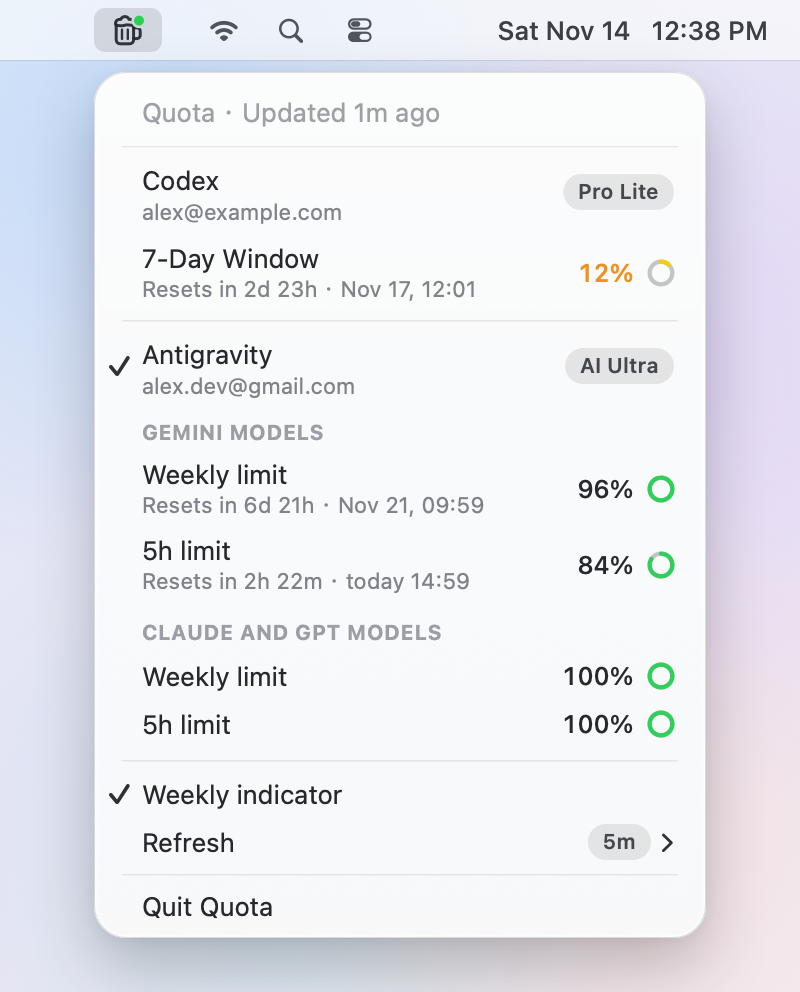 Sat Nov 14 12:38 PM
Quota · Updated 1m ago
Codex
alex@example.com
Pro Lite
7-Day Window
Resets in 2d 23h · Nov 17, 12:01
12%
Antigravity
alex.dev@gmail.com
AI Ultra
GEMINI MODELS
Weekly limit
Resets in 6d 21h · Nov 21, 09:59
96%
5h limit
Resets in 2h 22m · today 14:59
84%
CLAUDE AND GPT MODELS
Weekly limit 100%
5h limit 100%
Weekly indicator
Refresh 5m
Quit Quota